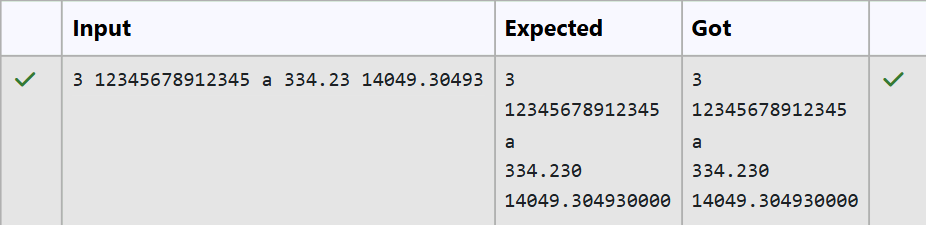 Input Expected Got
3 12345678912345 a 334.23 14049.30493 3 3
12345678912345 12345678912345
a a
334.230 334.230
14049.304930000 14049.304930000